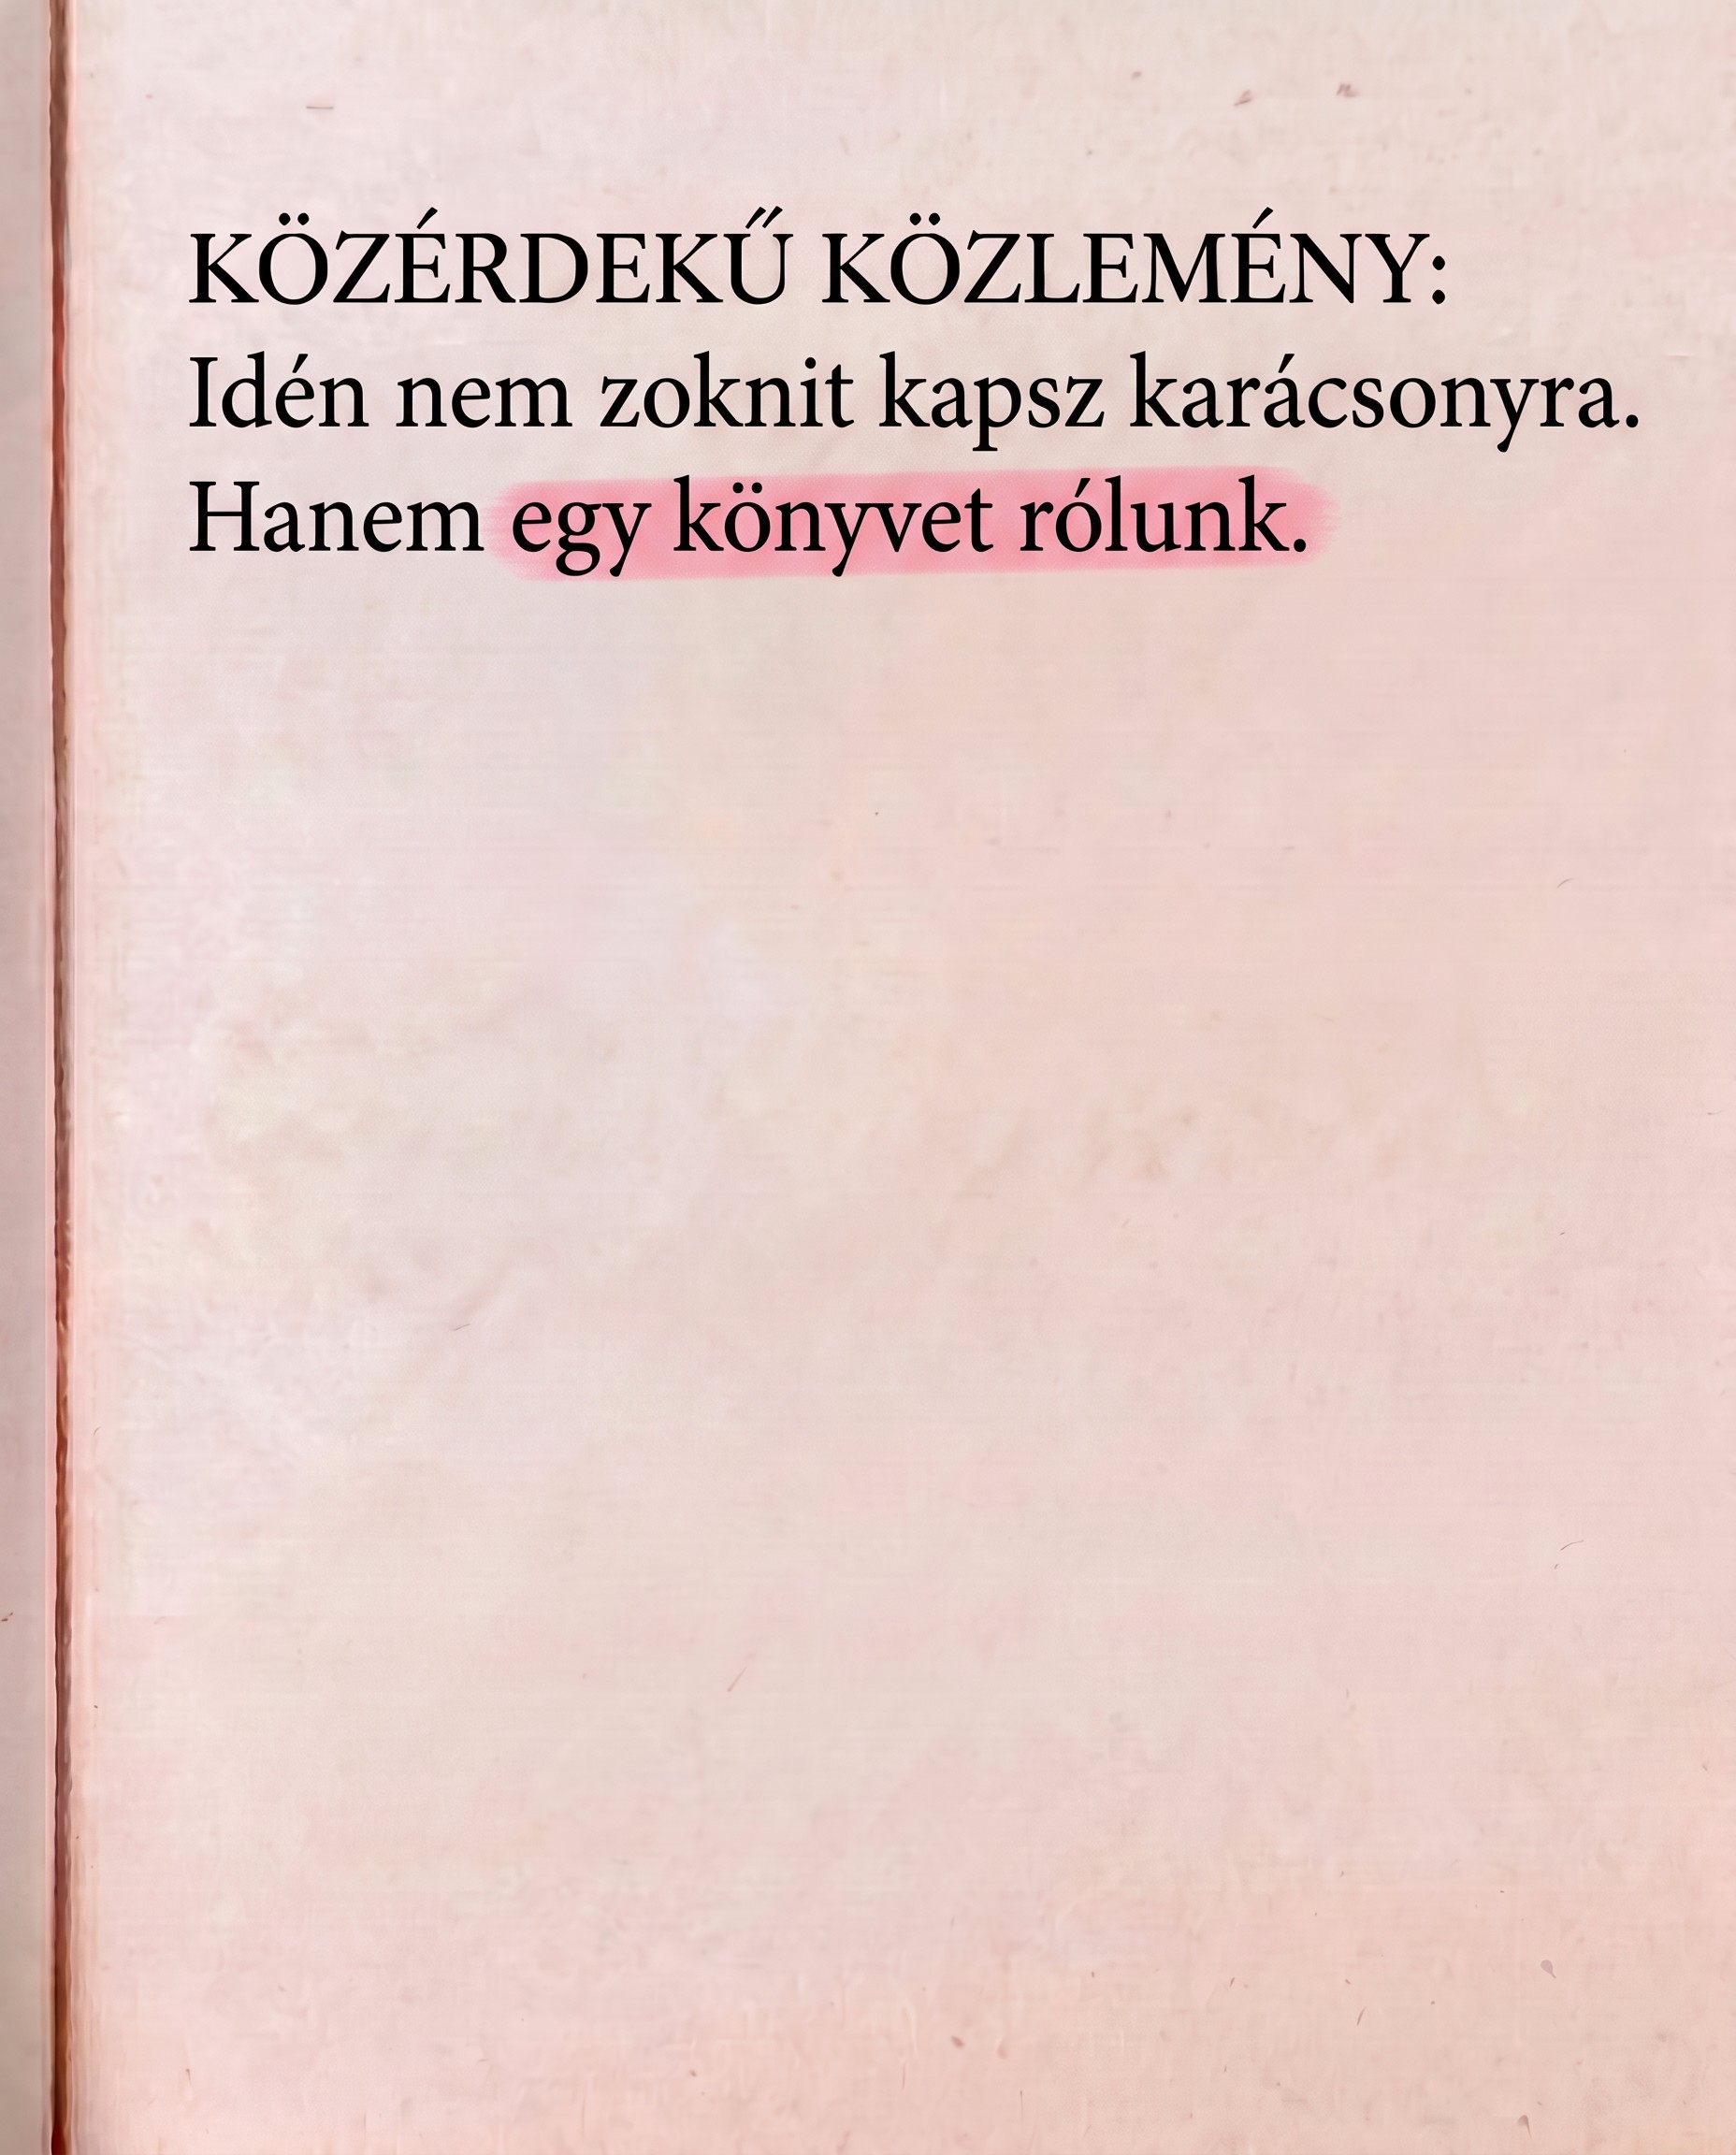 KÖZÉRDEKŰ KÖZLEMÉNY:
Idén nem zoknit kapsz karácsonyra.
Hanem egy könyvet rólunk.